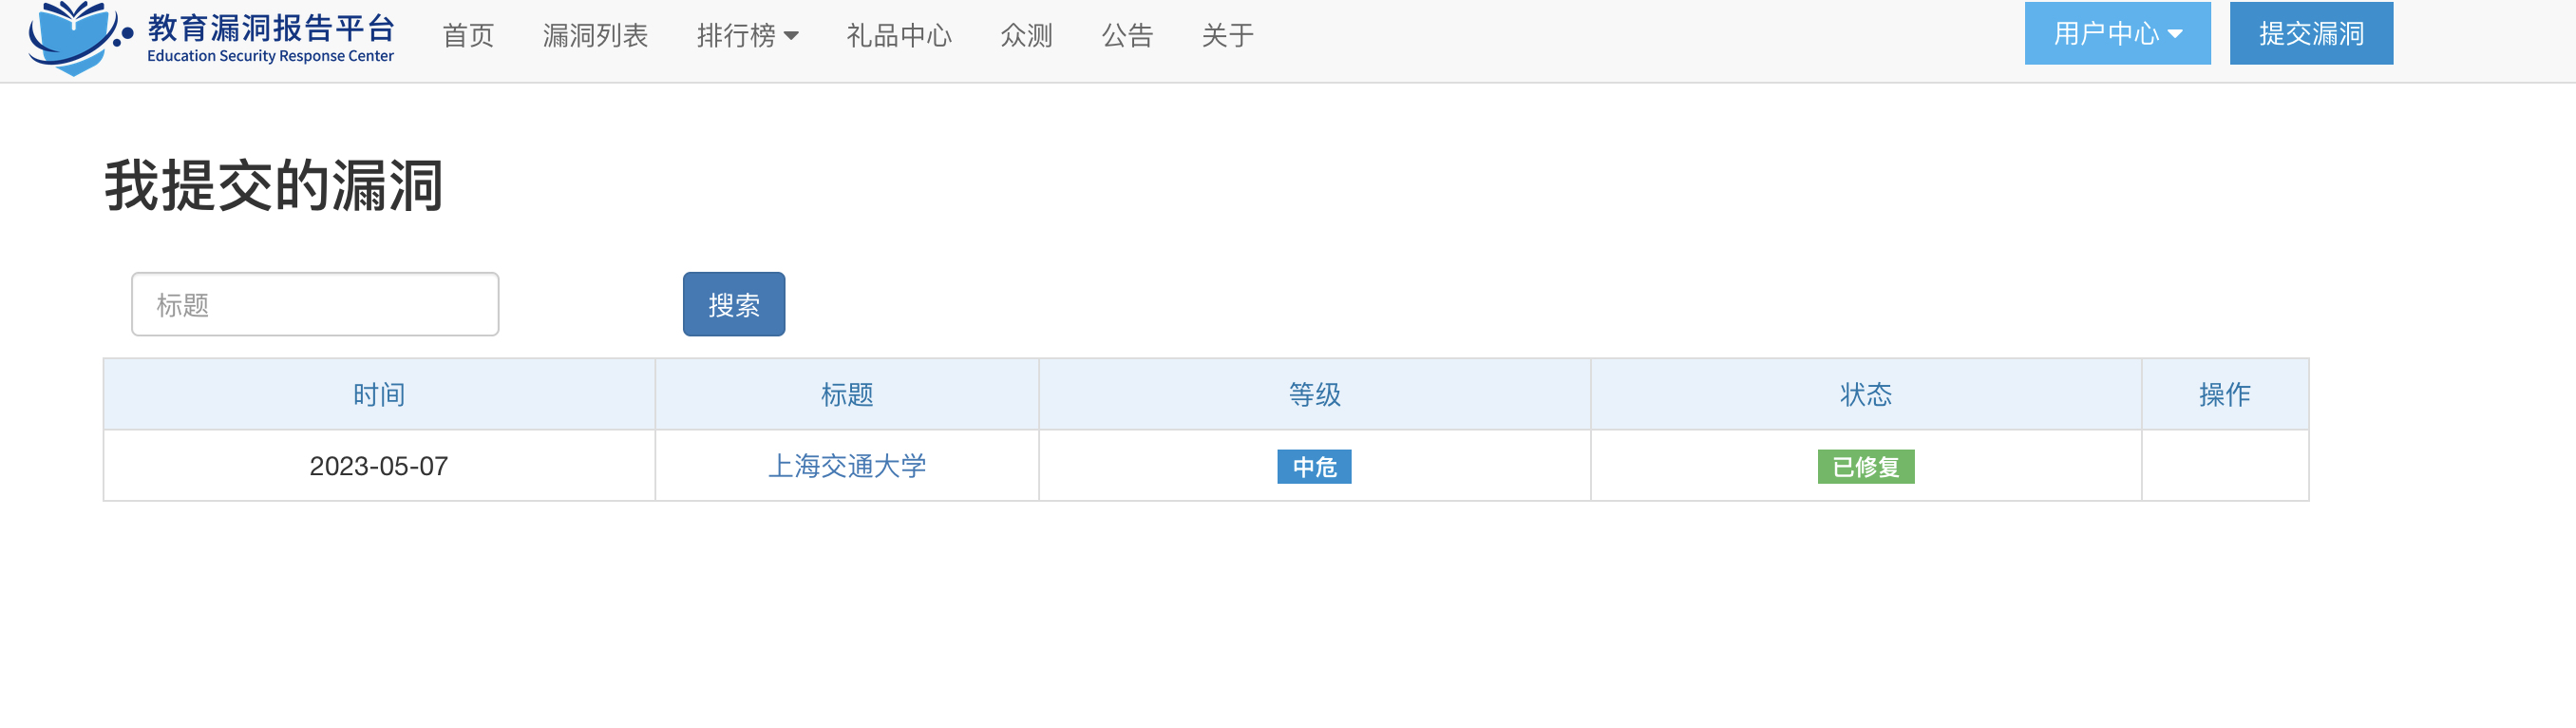 教育漏洞报告平台
Education Security Response Center
首页 漏洞列表 排行榜 礼品中心 众测 公告 关于 用户中心 提交漏洞
我提交的漏洞
标题 搜索
时间 标题 等级 状态 操作
2023-05-07 上海交通大学 中危 已修复